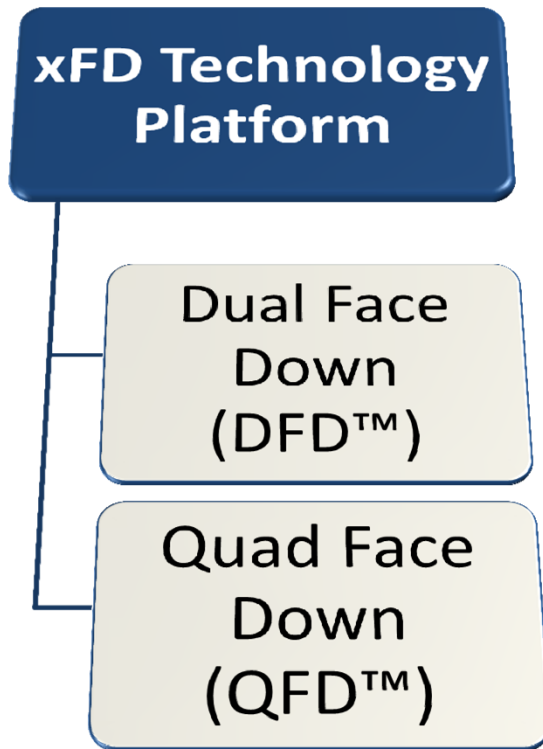 xFD Technology
Platform
Dual Face
Down
(DFD™)
Quad Face
Down
(QFD™)